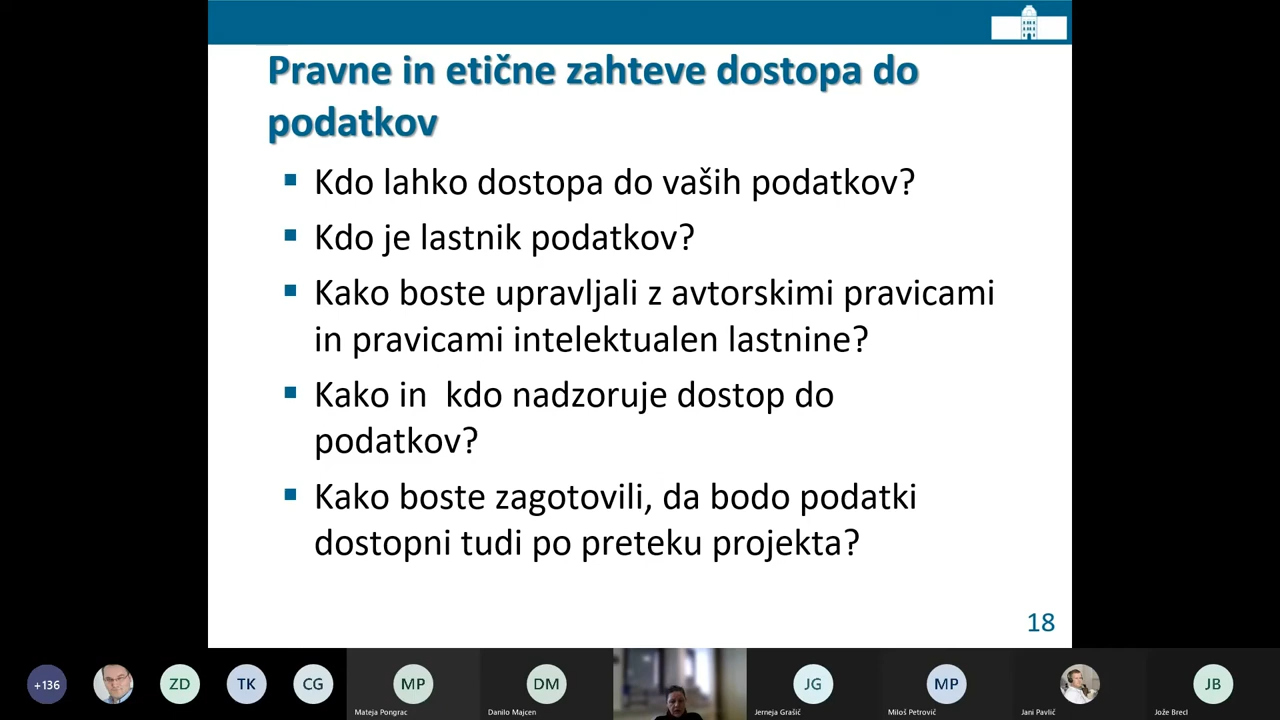 Pravne in etične zahteve dostopa do
podatkov
Kdo lahko dostopa do vaših podatkov?
Kdo je lastnik podatkov?
Kako boste upravljali z avtorskimi pravicami
in pravicami intelektualen lastnine?
Kako in  kdo nadzoruje dostop do
podatkov?
Kako boste zagotovili, da bodo podatki
dostopni tudi po preteku projekta?
18
+136
ZD
TK
CG
MP
DM
JG
MP
JB
Mateja Pongrac
Danilo Majcen
Jerneja Grašić
Miloš Petrovič
Jani Pavlič
Jože Brecl